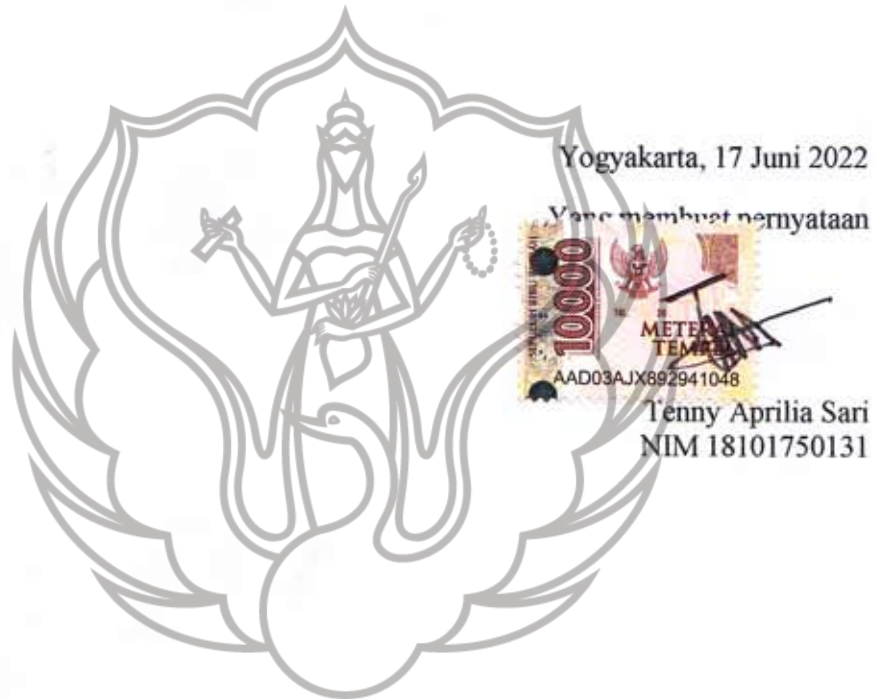 Yogyakarta, 17 Juni 2022
Yang membuat pernyataan
10000
METERAI
TEMPEL
AAD03AJX892941048
Tenny Aprilia Sari
NIM 18101750131